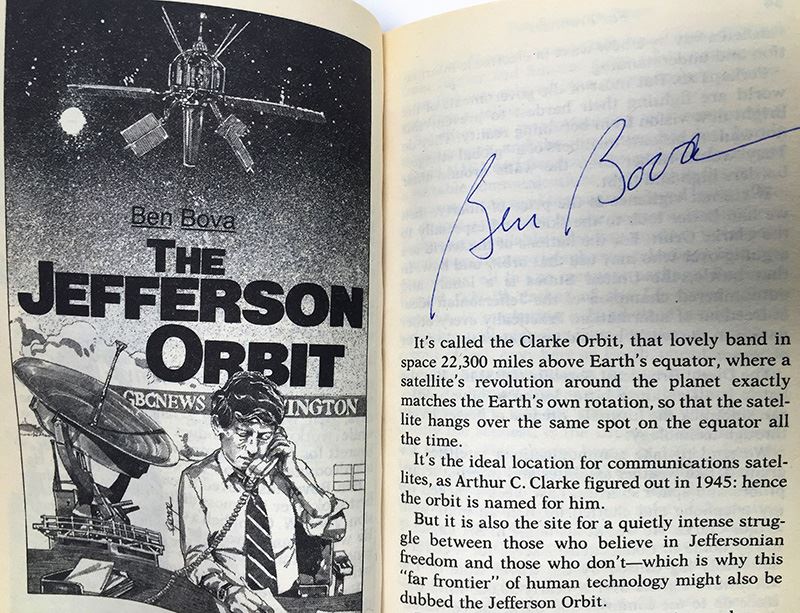 Ben Bova
THE
JEFFERSON
ORBIT
GBCNEWS
INGTON
Ben Bova
It's called the Clarke Orbit, that lovely band in
space 22,300 miles above Earth's equator, where a
satellite's revolution around the planet exactly
matches the Earth's own rotation, so that the satel-
lite hangs over the same spot on the equator all
the time.
It's the ideal location for communications satel-
lites, as Arthur C. Clarke figured out in 1945: hence
the orbit is named for him.
But it is also the site for a quietly intense strug-
gle between those who believe in Jeffersonian
freedom and those who don't—which is why this
"far frontier" of human technology might also be
dubbed the Jefferson Orbit.